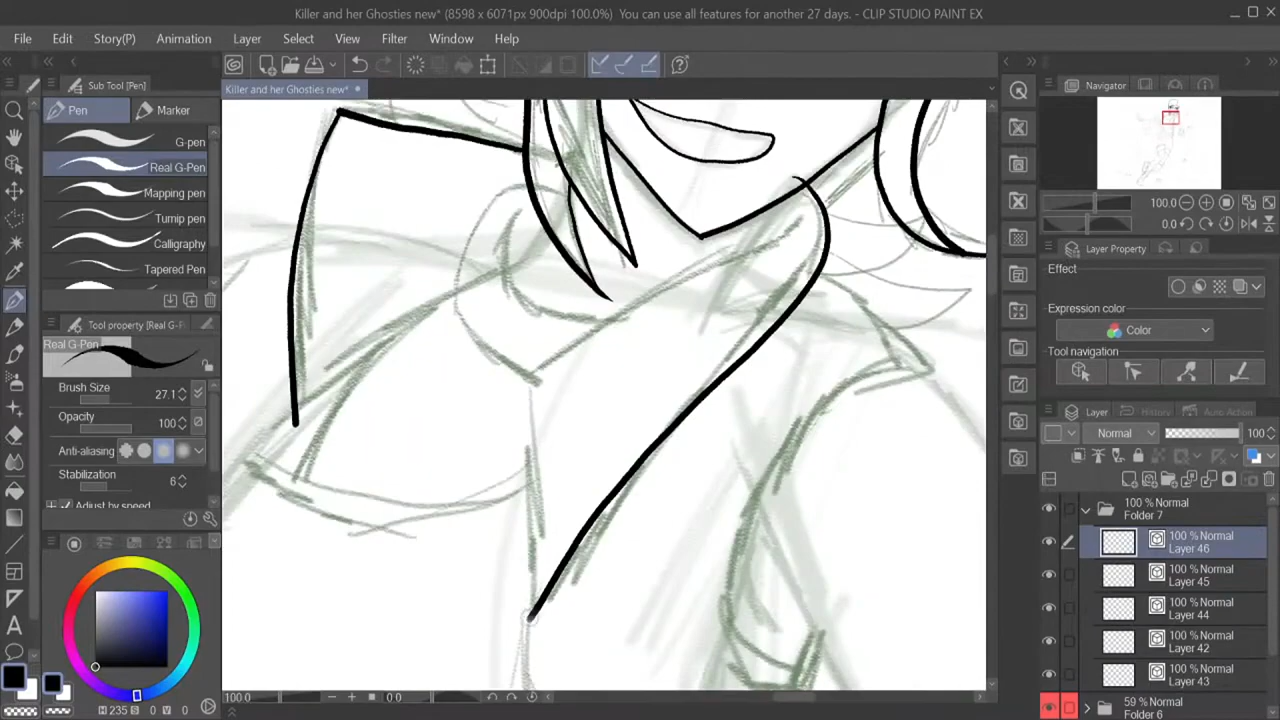 Killer and her Ghosties new* (8598 x 6071px 900dpi 100.0%) You can use all features for another 27 days. - CLIP STUDIO PAINT EX
File Edit Story(P) Animation Layer Select View Filter Window Help
Sub Tool [Pen]
Killer and her Ghosties new*
Navigator
Pen Marker
G-pen
Real G-Pen
Mapping pen
Turnip pen
Calligraphy
Tapered Pen
100.0
0.0
Layer Property
Effect
Expression color
Color
Tool navigation
Tool property [Real G-P
Real G-Pen
Brush Size 27.1
Opacity 100
Anti-aliasing
Stabilization 6
Adjust by speed
Layer History Auto Action
Normal 100
100 % Normal
Folder 7
100 % Normal
Layer 46
100 % Normal
Layer 45
100 % Normal
Layer 44
100 % Normal
Layer 42
100 % Normal
Layer 43
59 % Normal
Folder 6
100.0 0.0
H 235 S 0 V 0